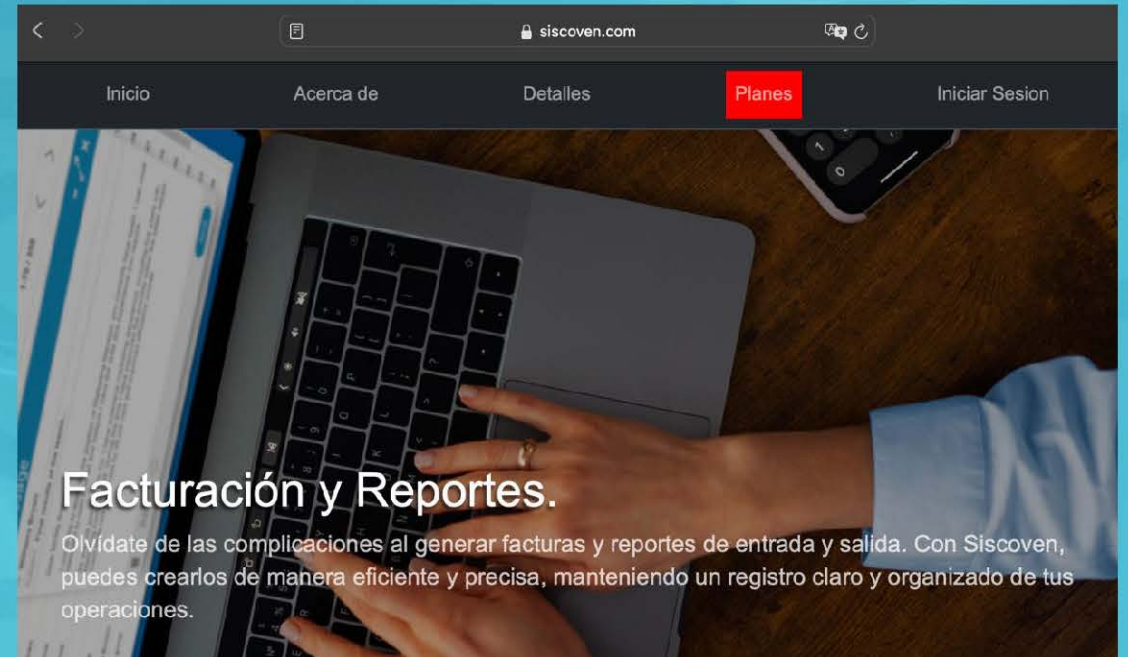 siscoven.com
Inicio Acerca de Detalles Planes Iniciar Sesion
Facturación y Reportes.
Olvídate de las complicaciones al generar facturas y reportes de entrada y salida. Con Siscoven,
puedes crearlos de manera eficiente y precisa, manteniendo un registro claro y organizado de tus
operaciones.